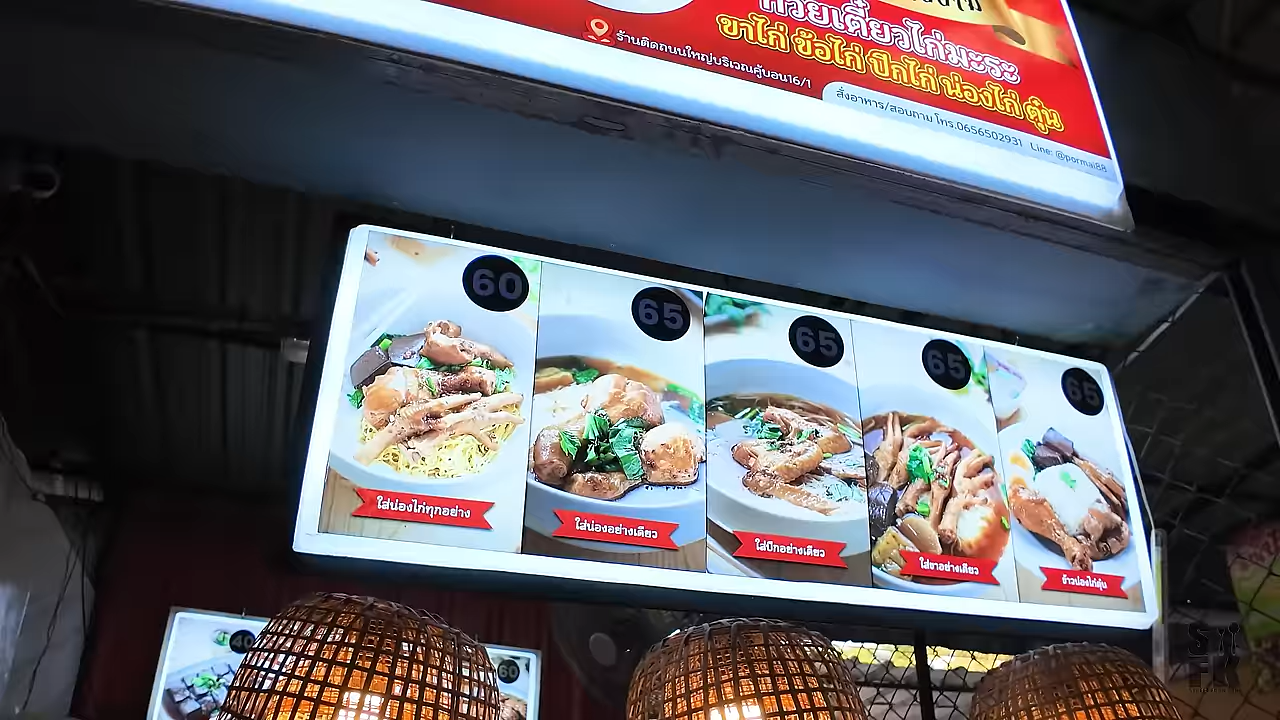 ก๋วยเตี๋ยวไก่มะระ
ขาไก่ ข้อไก่ ปีกไก่ น่องไก่ ตุ๋น
ร้านติดถนนใหญ่บริเวณคู้บอน16/1
สั่งอาหาร/สอบถาม โทร.0656502931 Line: @pormai88
60
65
65
65
65
ใส่น่องไก่ทุกอย่าง
ใส่น่องอย่างเดียว
ใส่ปีกอย่างเดียว
ใส่ขาอย่างเดียว
ข้าวน่องไก่ตุ๋น
40
60